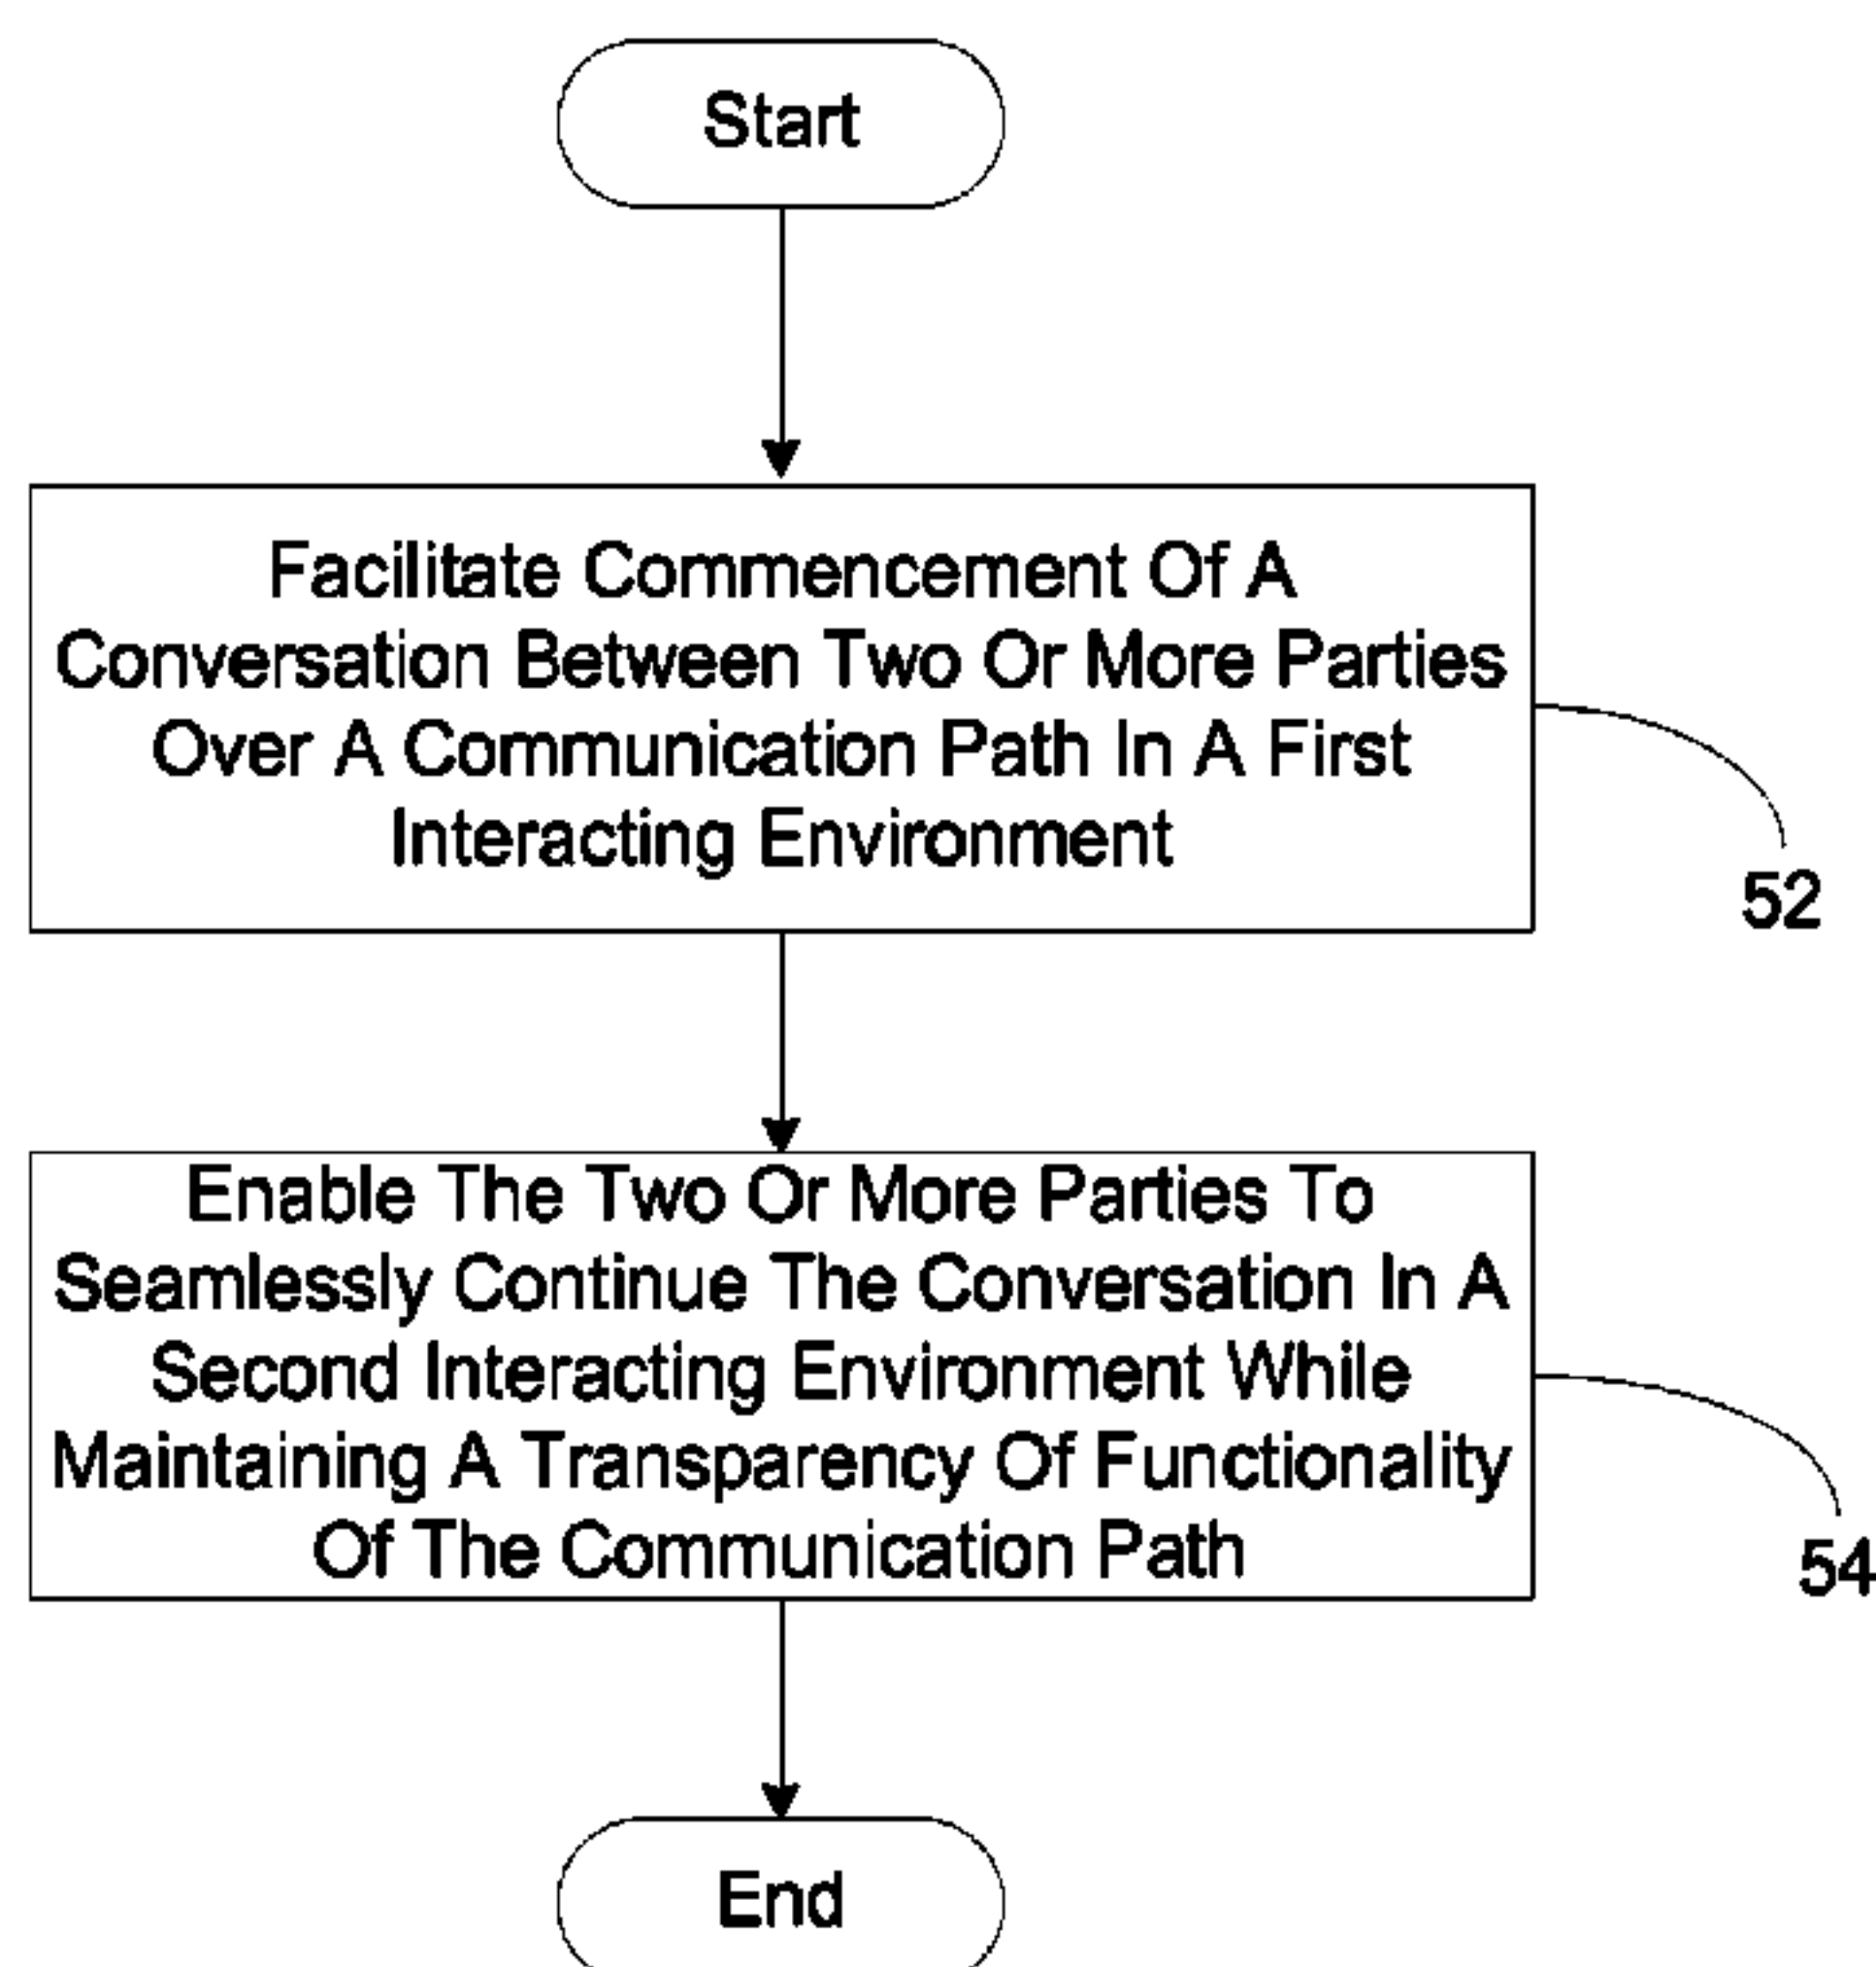 Start
Facilitate Commencement Of A
Conversation Between Two Or More Parties
Over A Communication Path In A First
Interacting Environment
52
Enable The Two Or More Parties To
Seamlessly Continue The Conversation In A
Second Interacting Environment While
Maintaining A Transparency Of Functionality
Of The Communication Path
54
End